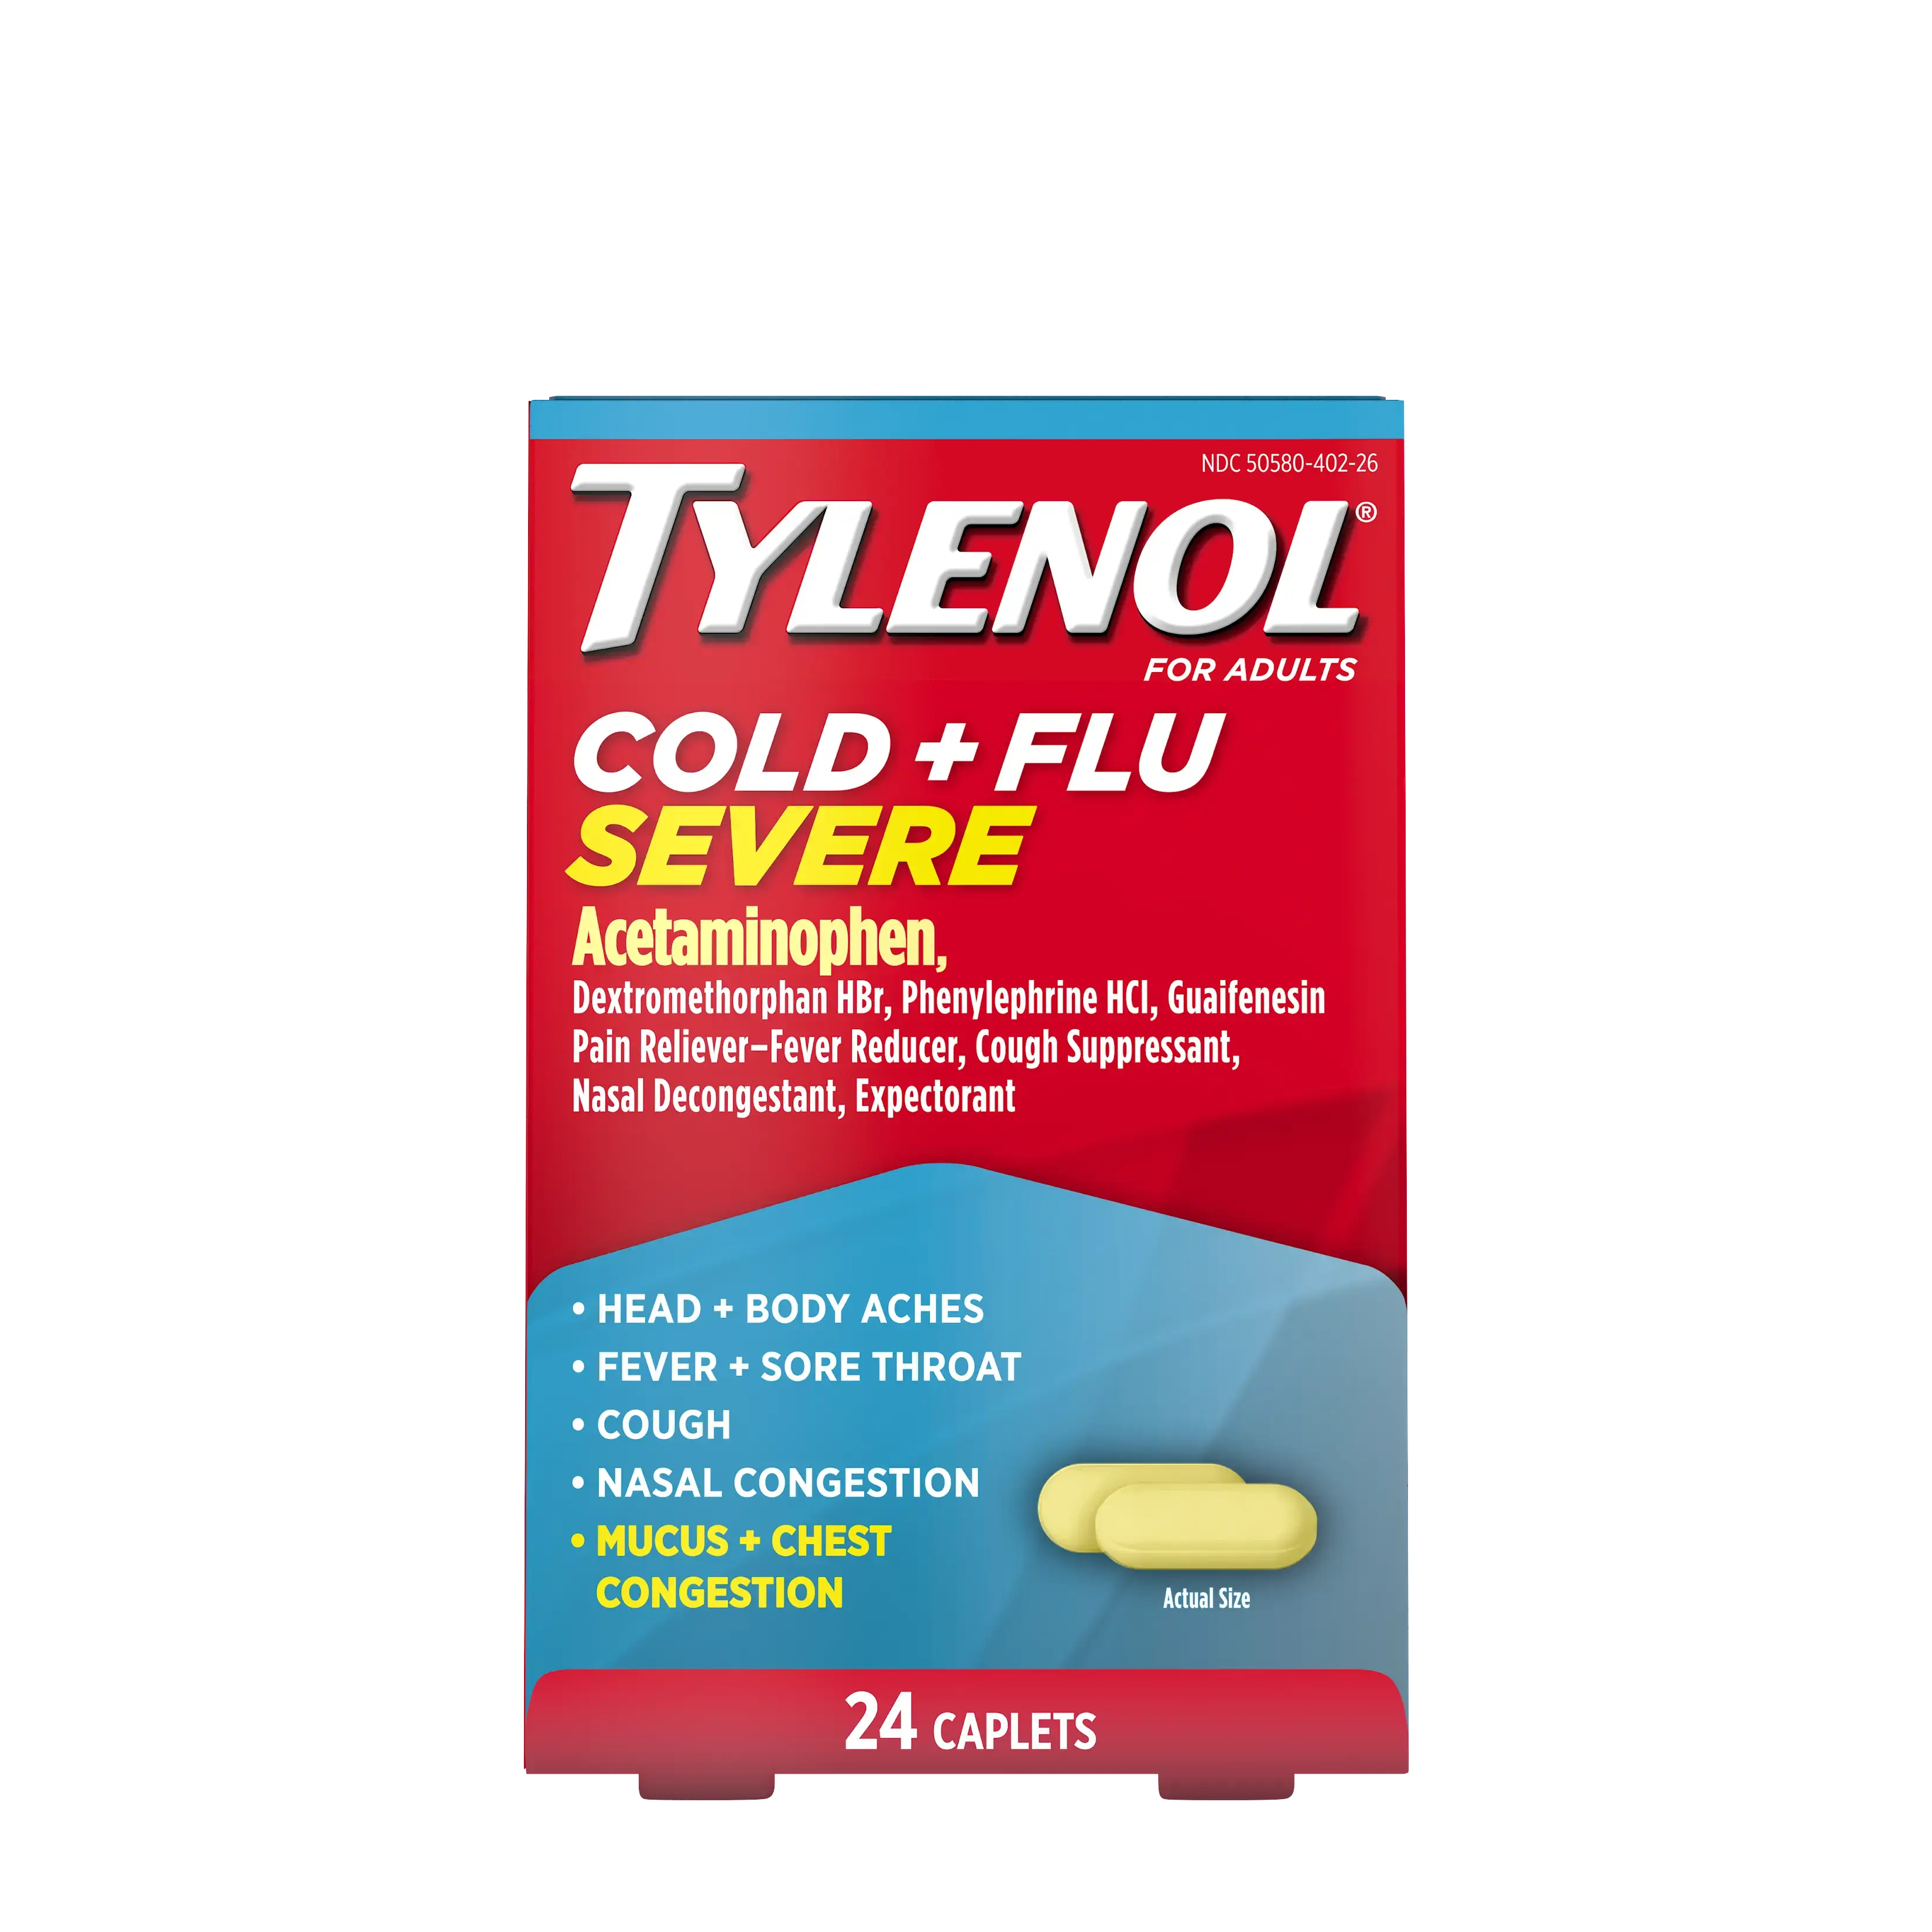 NDC 50580-402-26
TYLENOL®
FOR ADULTS
COLD + FLU
SEVERE
Acetaminophen,
Dextromethorphan HBr, Phenylephrine HCl, Guaifenesin
Pain Reliever–Fever Reducer, Cough Suppressant,
Nasal Decongestant, Expectorant
• HEAD + BODY ACHES
• FEVER + SORE THROAT
• COUGH
• NASAL CONGESTION
• MUCUS + CHEST
CONGESTION
Actual Size
24 CAPLETS